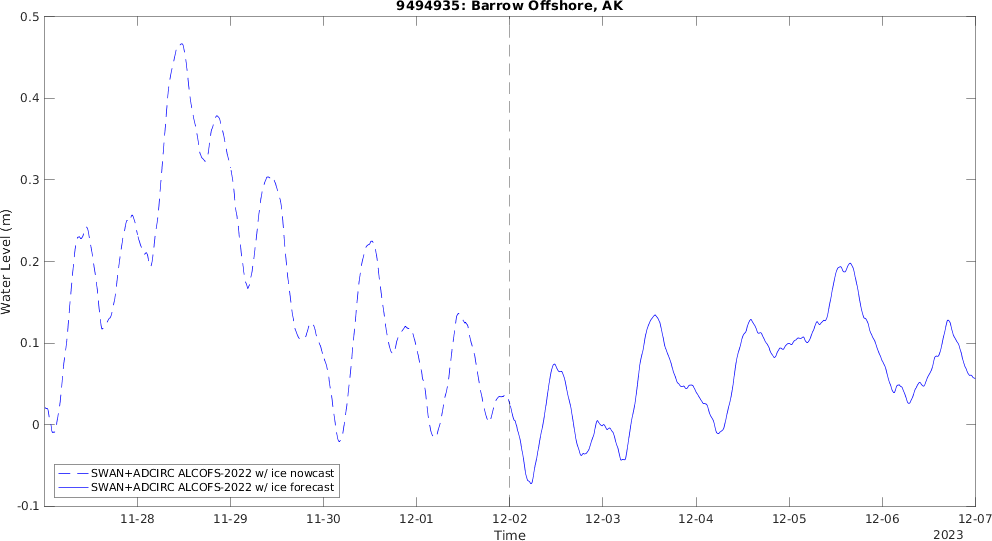 9494935: Barrow Offshore, AK
0.5
0.4
0.3
0.2
0.1
0
-0.1
Water Level (m)
SWAN+ADCIRC ALCOFS-2022 w/ ice nowcast
SWAN+ADCIRC ALCOFS-2022 w/ ice forecast
11-28 11-29 11-30 12-01 12-02 12-03 12-04 12-05 12-06 12-07
Time
2023